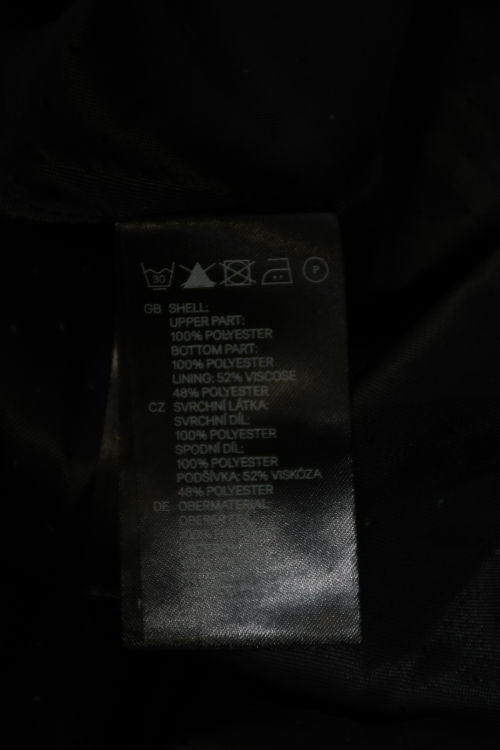 30
P
GB SHELL:
UPPER PART:
100% POLYESTER
BOTTOM PART:
100% POLYESTER
LINING: 52% VISCOSE
48% POLYESTER
CZ SVRCHNÍ LÁTKA:
SVRCHNÍ DÍL:
100% POLYESTER
SPODNÍ DÍL:
100% POLYESTER
PODŠÍVKA: 52% VISKÓZA
48% POLYESTER
DE OBERMATERIAL: